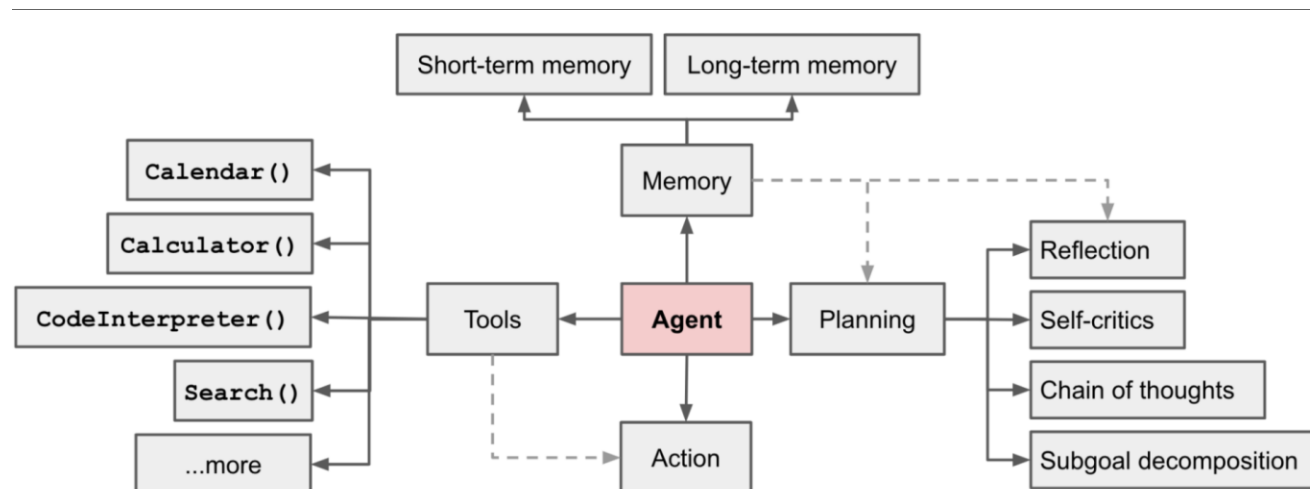 Short-term memory
Long-term memory
Calendar()
Memory
Calculator()
Reflection
CodeInterpreter()
Tools
Agent
Planning
Self-critics
Search()
Chain of thoughts
...more
Action
Subgoal decomposition